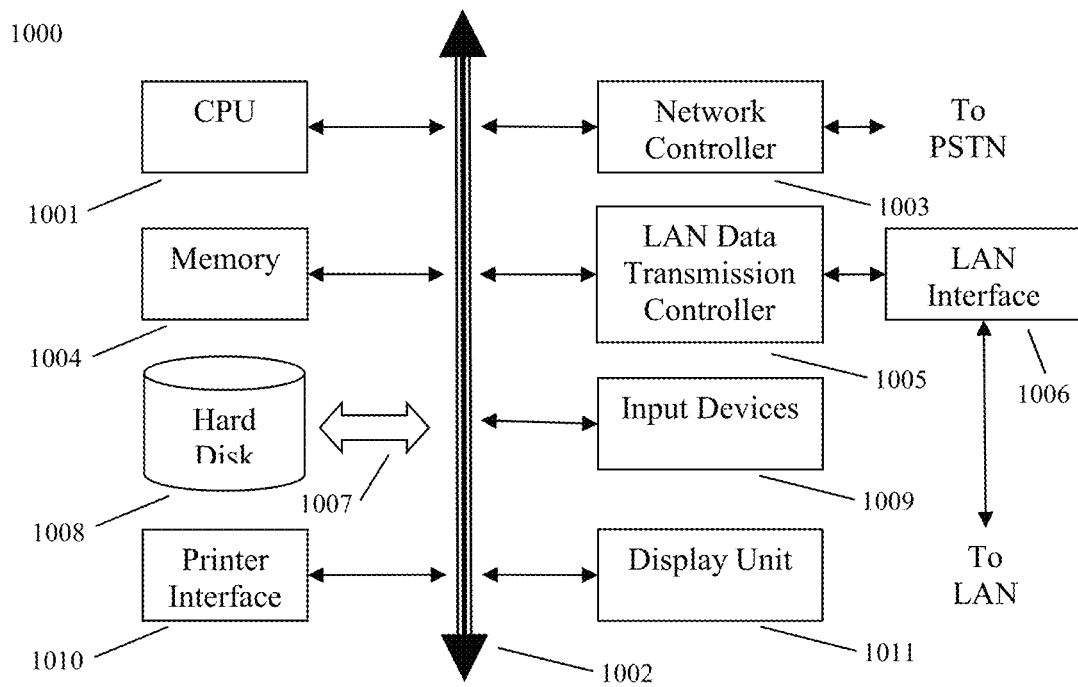 1000
CPU
Network
Controller
To
PSTN
1001
1003
Memory
LAN Data
Transmission
Controller
LAN
Interface
1004
1005
1006
Hard
Disk
Input Devices
1007
1008
1009
Printer
Interface
Display Unit
To
LAN
1010
1002
1011